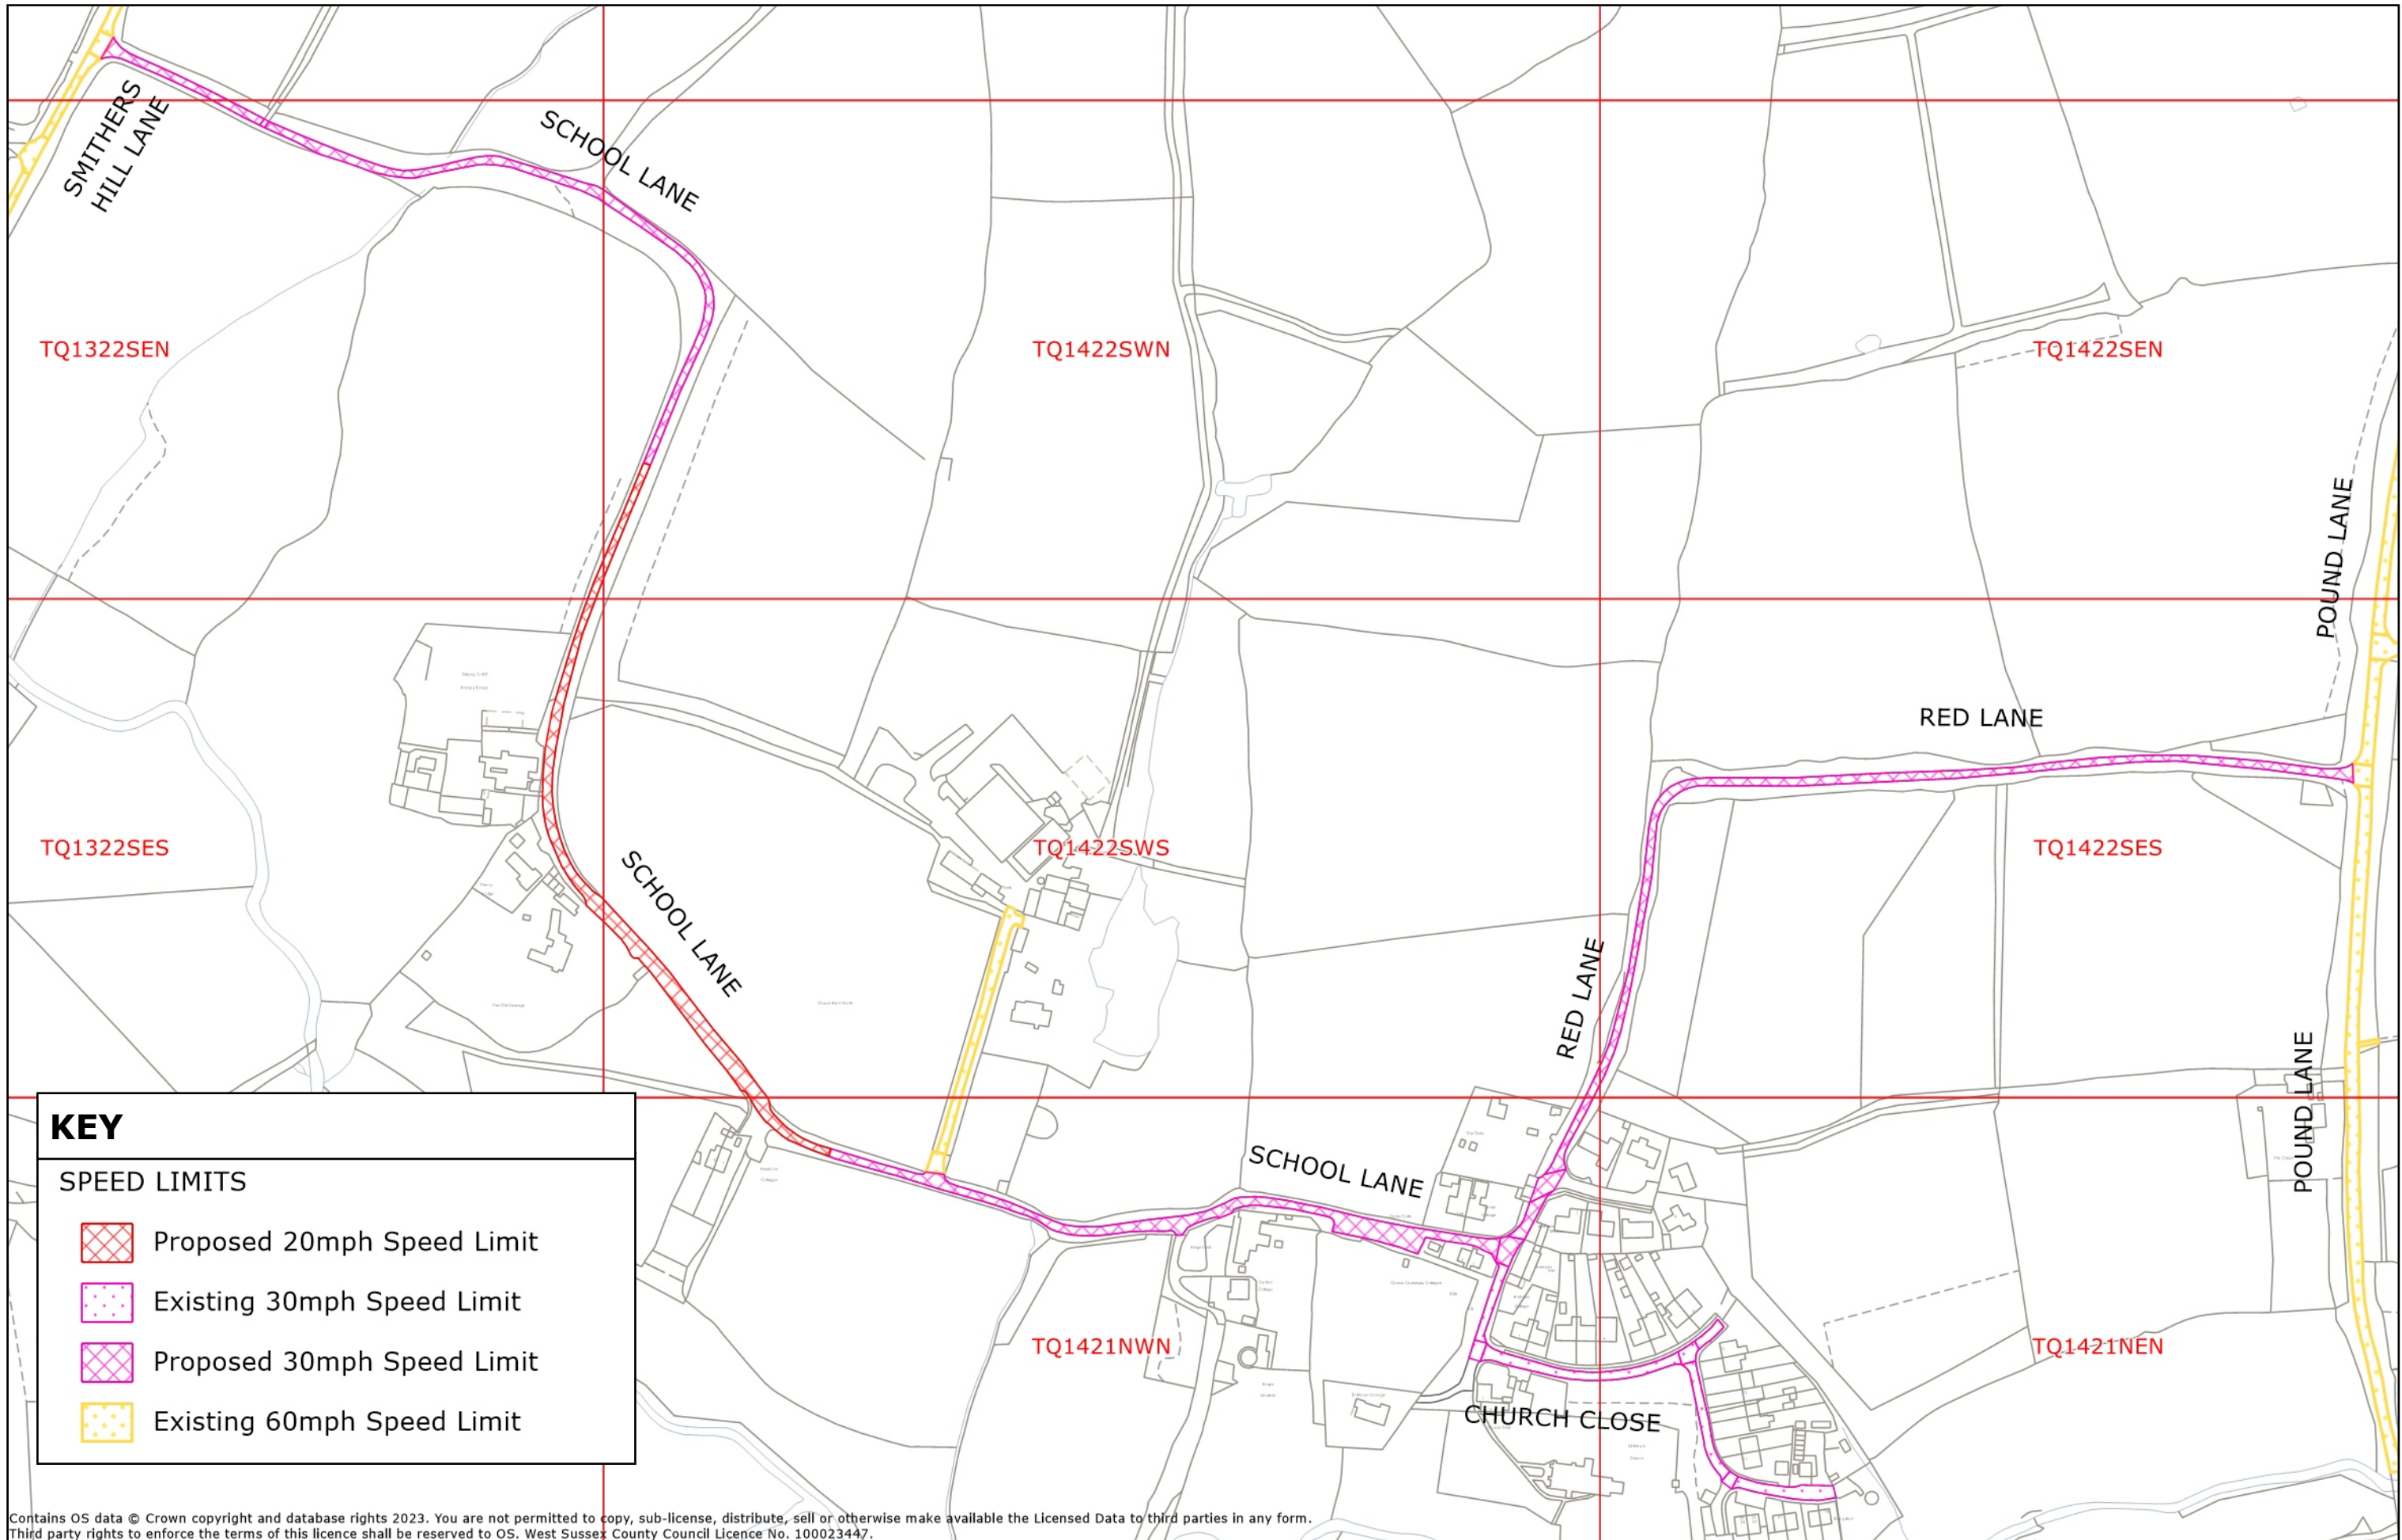 SMITHERS
HILL LANE
SCHOOL LANE
TQ1322SEN
TQ1422SWN
TQ1422SEN
POUND LANE
RED LANE
TQ1322SES
SCHOOL LANE
TQ1422SWS
TQ1422SES
RED LANE
POUND LANE
SCHOOL LANE
TQ1421NWN
TQ1421NEN
CHURCH CLOSE
KEY
SPEED LIMITS
Proposed 20mph Speed Limit
Existing 30mph Speed Limit
Proposed 30mph Speed Limit
Existing 60mph Speed Limit
Contains OS data © Crown copyright and database rights 2023. You are not permitted to copy, sub-license, distribute, sell or otherwise make available the Licensed Data to third parties in any form.
Third party rights to enforce the terms of this licence shall be reserved to OS. West Sussex County Council Licence No. 100023447.